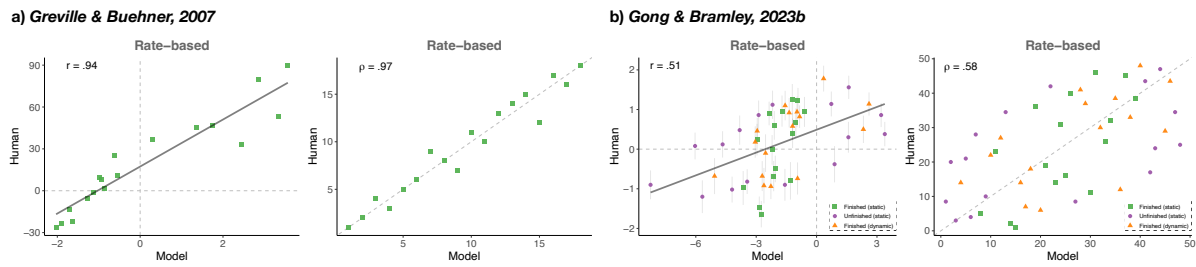 a) Greville & Buehner, 2007
Rate−based
r = .94
Human
90
60
30
0
−30
−2
0
2
Model
Rate−based
ρ = .97
Human
15
10
5
5
10
15
Model
b) Gong & Bramley, 2023b
Rate−based
r = .51
Human
2
1
0
−1
−2
−6
−3
0
3
Model
Finished (static)
Unfinished (static)
Finished (dynamic)
Rate−based
ρ = .58
Human
50
40
30
20
10
0
0
10
20
30
40
50
Model
Finished (static)
Unfinished (static)
Finished (dynamic)